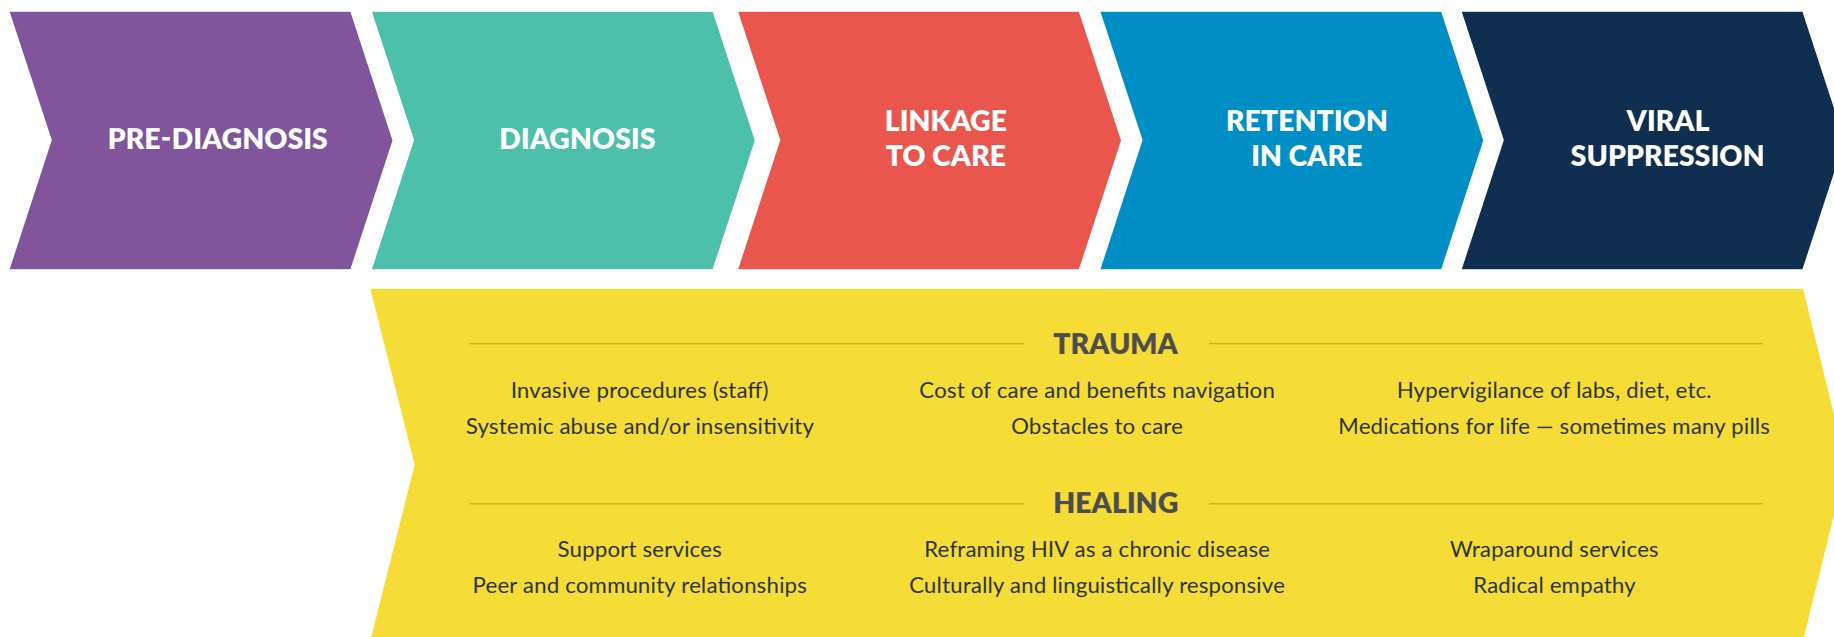 PRE-DIAGNOSIS
DIAGNOSIS
LINKAGE
TO CARE
RETENTION
IN CARE
VIRAL
SUPPRESSION
TRAUMA
Invasive procedures (staff)
Systemic abuse and/or insensitivity
Cost of care and benefits navigation
Obstacles to care
Hypervigilance of labs, diet, etc.
Medications for life — sometimes many pills
HEALING
Support services
Peer and community relationships
Reframing HIV as a chronic disease
Culturally and linguistically responsive
Wraparound services
Radical empathy